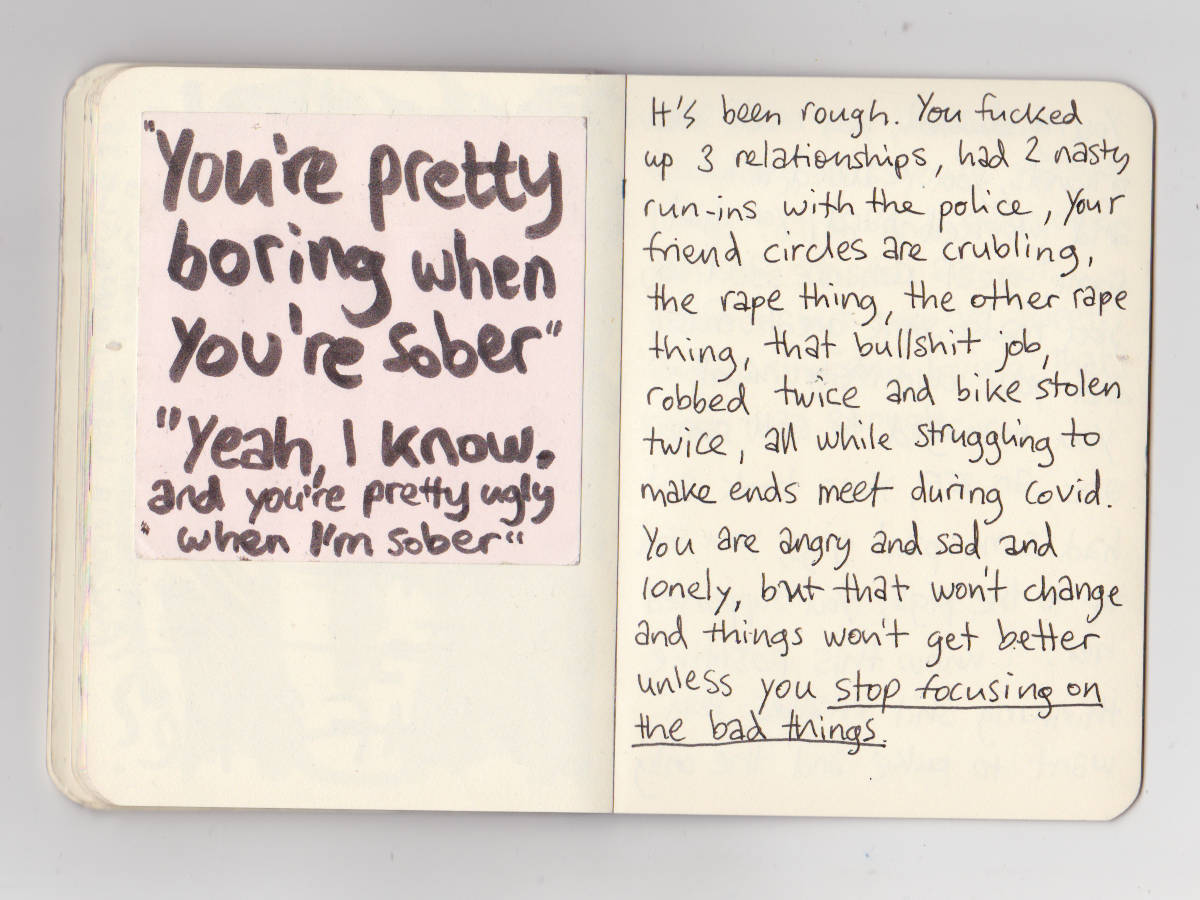 "You're pretty
boring when
you're sober"
"Yeah, I know.
and you're pretty ugly
when I'm sober"
It's been rough. You fucked
up 3 relationships, had 2 nasty
run-ins with the police, your
friend circles are crubling,
the rape thing, the other rape
thing, that bullshit job,
robbed twice and bike stolen
twice, all while struggling to
make ends meet during Covid.
You are angry and sad and
lonely, but that won't change
and things won't get better
unless you stop focusing on
the bad things.